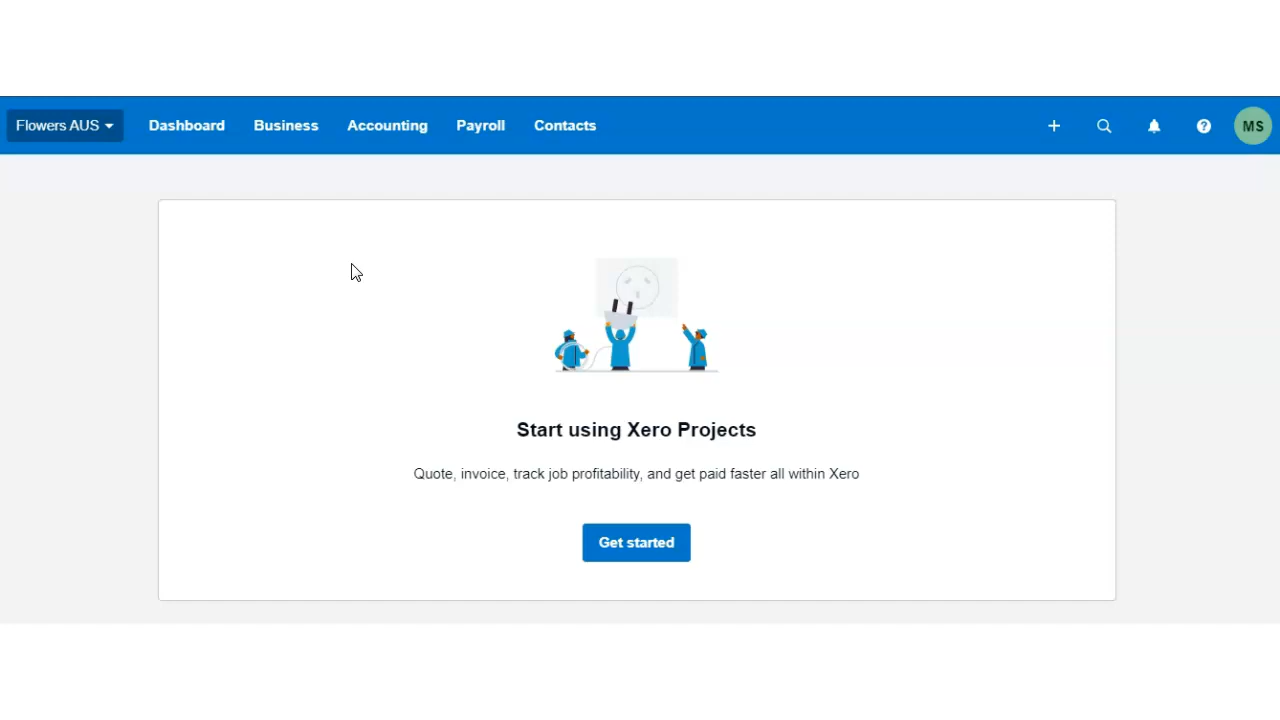 Flowers AUS Dashboard Business Accounting Payroll Contacts MS
Start using Xero Projects
Quote, invoice, track job profitability, and get paid faster all within Xero
Get started